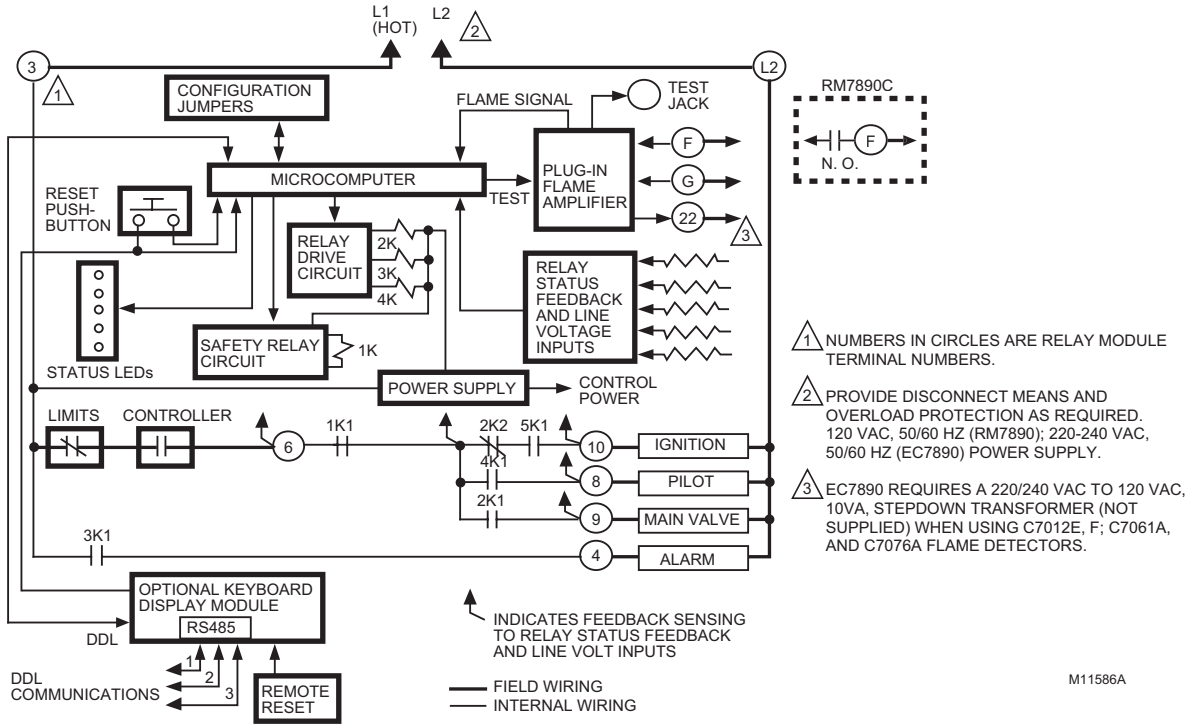 L1
(HOT)
L2
2
3
1
L2
CONFIGURATION
JUMPERS
FLAME SIGNAL
TEST
JACK
RM7890C
F
N. O.
MICROCOMPUTER
TEST
PLUG-IN
FLAME
AMPLIFIER
F
G
22
3
RESET
PUSH-
BUTTON
RELAY
DRIVE
CIRCUIT
2K
3K
4K
RELAY
STATUS
FEEDBACK
AND LINE
VOLTAGE
INPUTS
STATUS LEDs
SAFETY RELAY
CIRCUIT
1K
POWER SUPPLY
CONTROL
POWER
LIMITS
CONTROLLER
6
1K1
2K2
5K1
10
IGNITION
4K1
8
PILOT
2K1
9
MAIN VALVE
3K1
4
ALARM
OPTIONAL KEYBOARD
DISPLAY MODULE
RS485
DDL
DDL
COMMUNICATIONS
1
2
3
REMOTE
RESET
INDICATES FEEDBACK SENSING
TO RELAY STATUS FEEDBACK
AND LINE VOLT INPUTS
FIELD WIRING
INTERNAL WIRING
1 NUMBERS IN CIRCLES ARE RELAY MODULE
TERMINAL NUMBERS.
2 PROVIDE DISCONNECT MEANS AND
OVERLOAD PROTECTION AS REQUIRED.
120 VAC, 50/60 HZ (RM7890); 220-240 VAC,
50/60 HZ (EC7890) POWER SUPPLY.
3 EC7890 REQUIRES A 220/240 VAC TO 120 VAC,
10VA, STEPDOWN TRANSFORMER (NOT
SUPPLIED) WHEN USING C7012E, F; C7061A,
AND C7076A FLAME DETECTORS.
M11586A